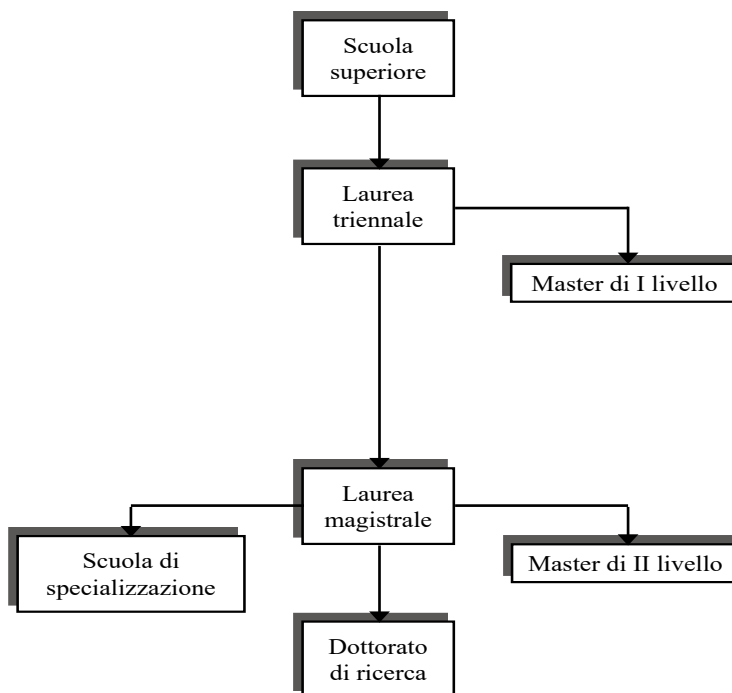 Scuola
superiore
Laurea
triennale
Master di I livello
Laurea
magistrale
Scuola di
specializzazione
Master di II livello
Dottorato
di ricerca